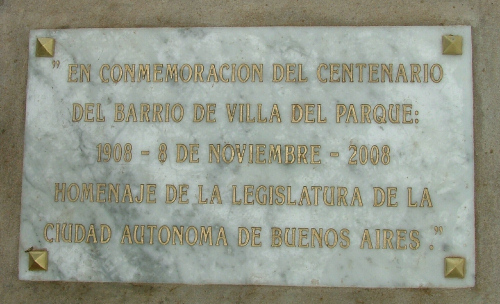 " EN CONMEMORACION DEL CENTENARIO
DEL BARRIO DE VILLA DEL PARQUE:
1908 - 8 DE NOVIEMBRE - 2008
HOMENAJE DE LA LEGISLATURA DE LA
CIUDAD AUTONOMA DE BUENOS AIRES ."